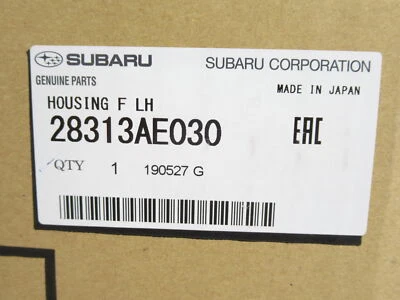 SUBARU SUBARU CORPORATION
GENUINE PARTS
MADE IN JAPAN
HOUSING F LH
28313AE030 EAC
QTY 1 190527 G